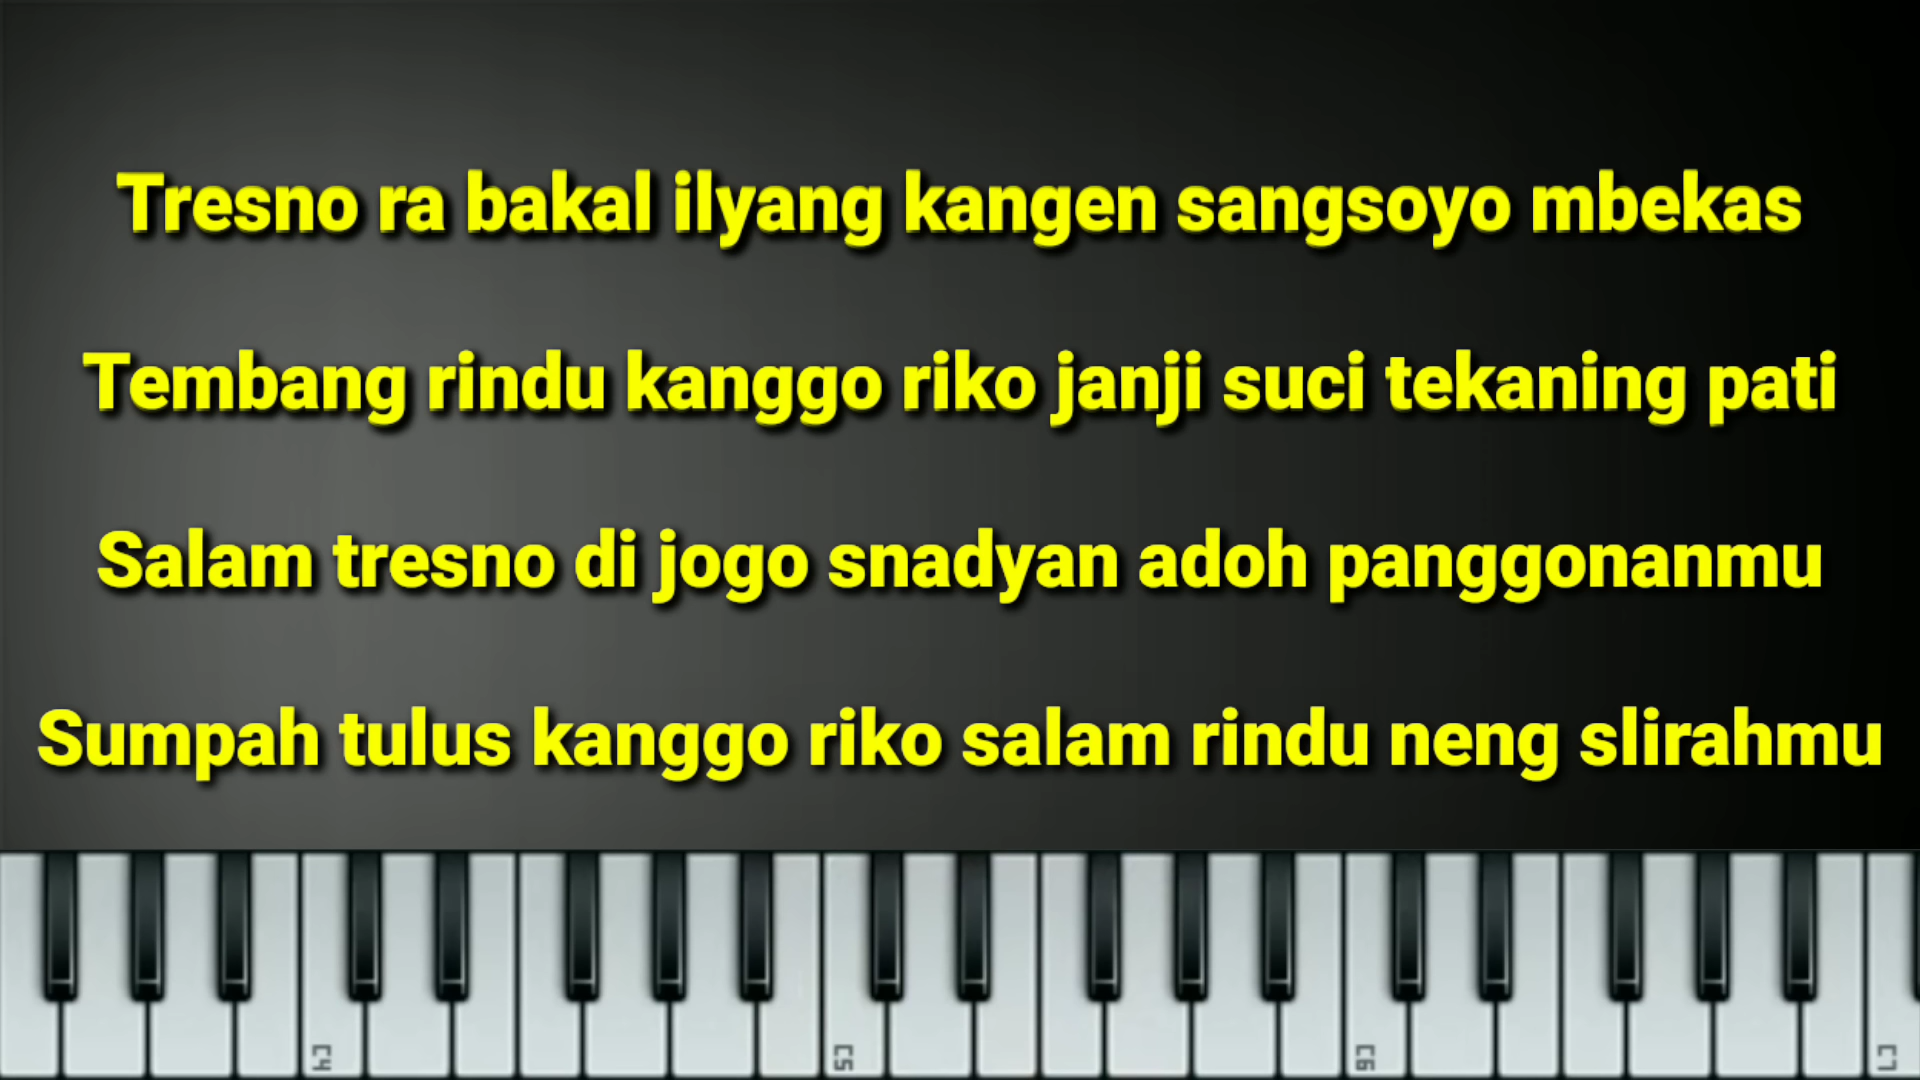 Tresno ra bakal ilyang kangen sangsoyo mbekas
Tembang rindu kanggo riko janji suci tekaning pati
Salam tresno di jogo snadyan adoh panggonanmu
Sumpah tulus kanggo riko salam rindu neng slirahmu
C4 C5 C6 C7